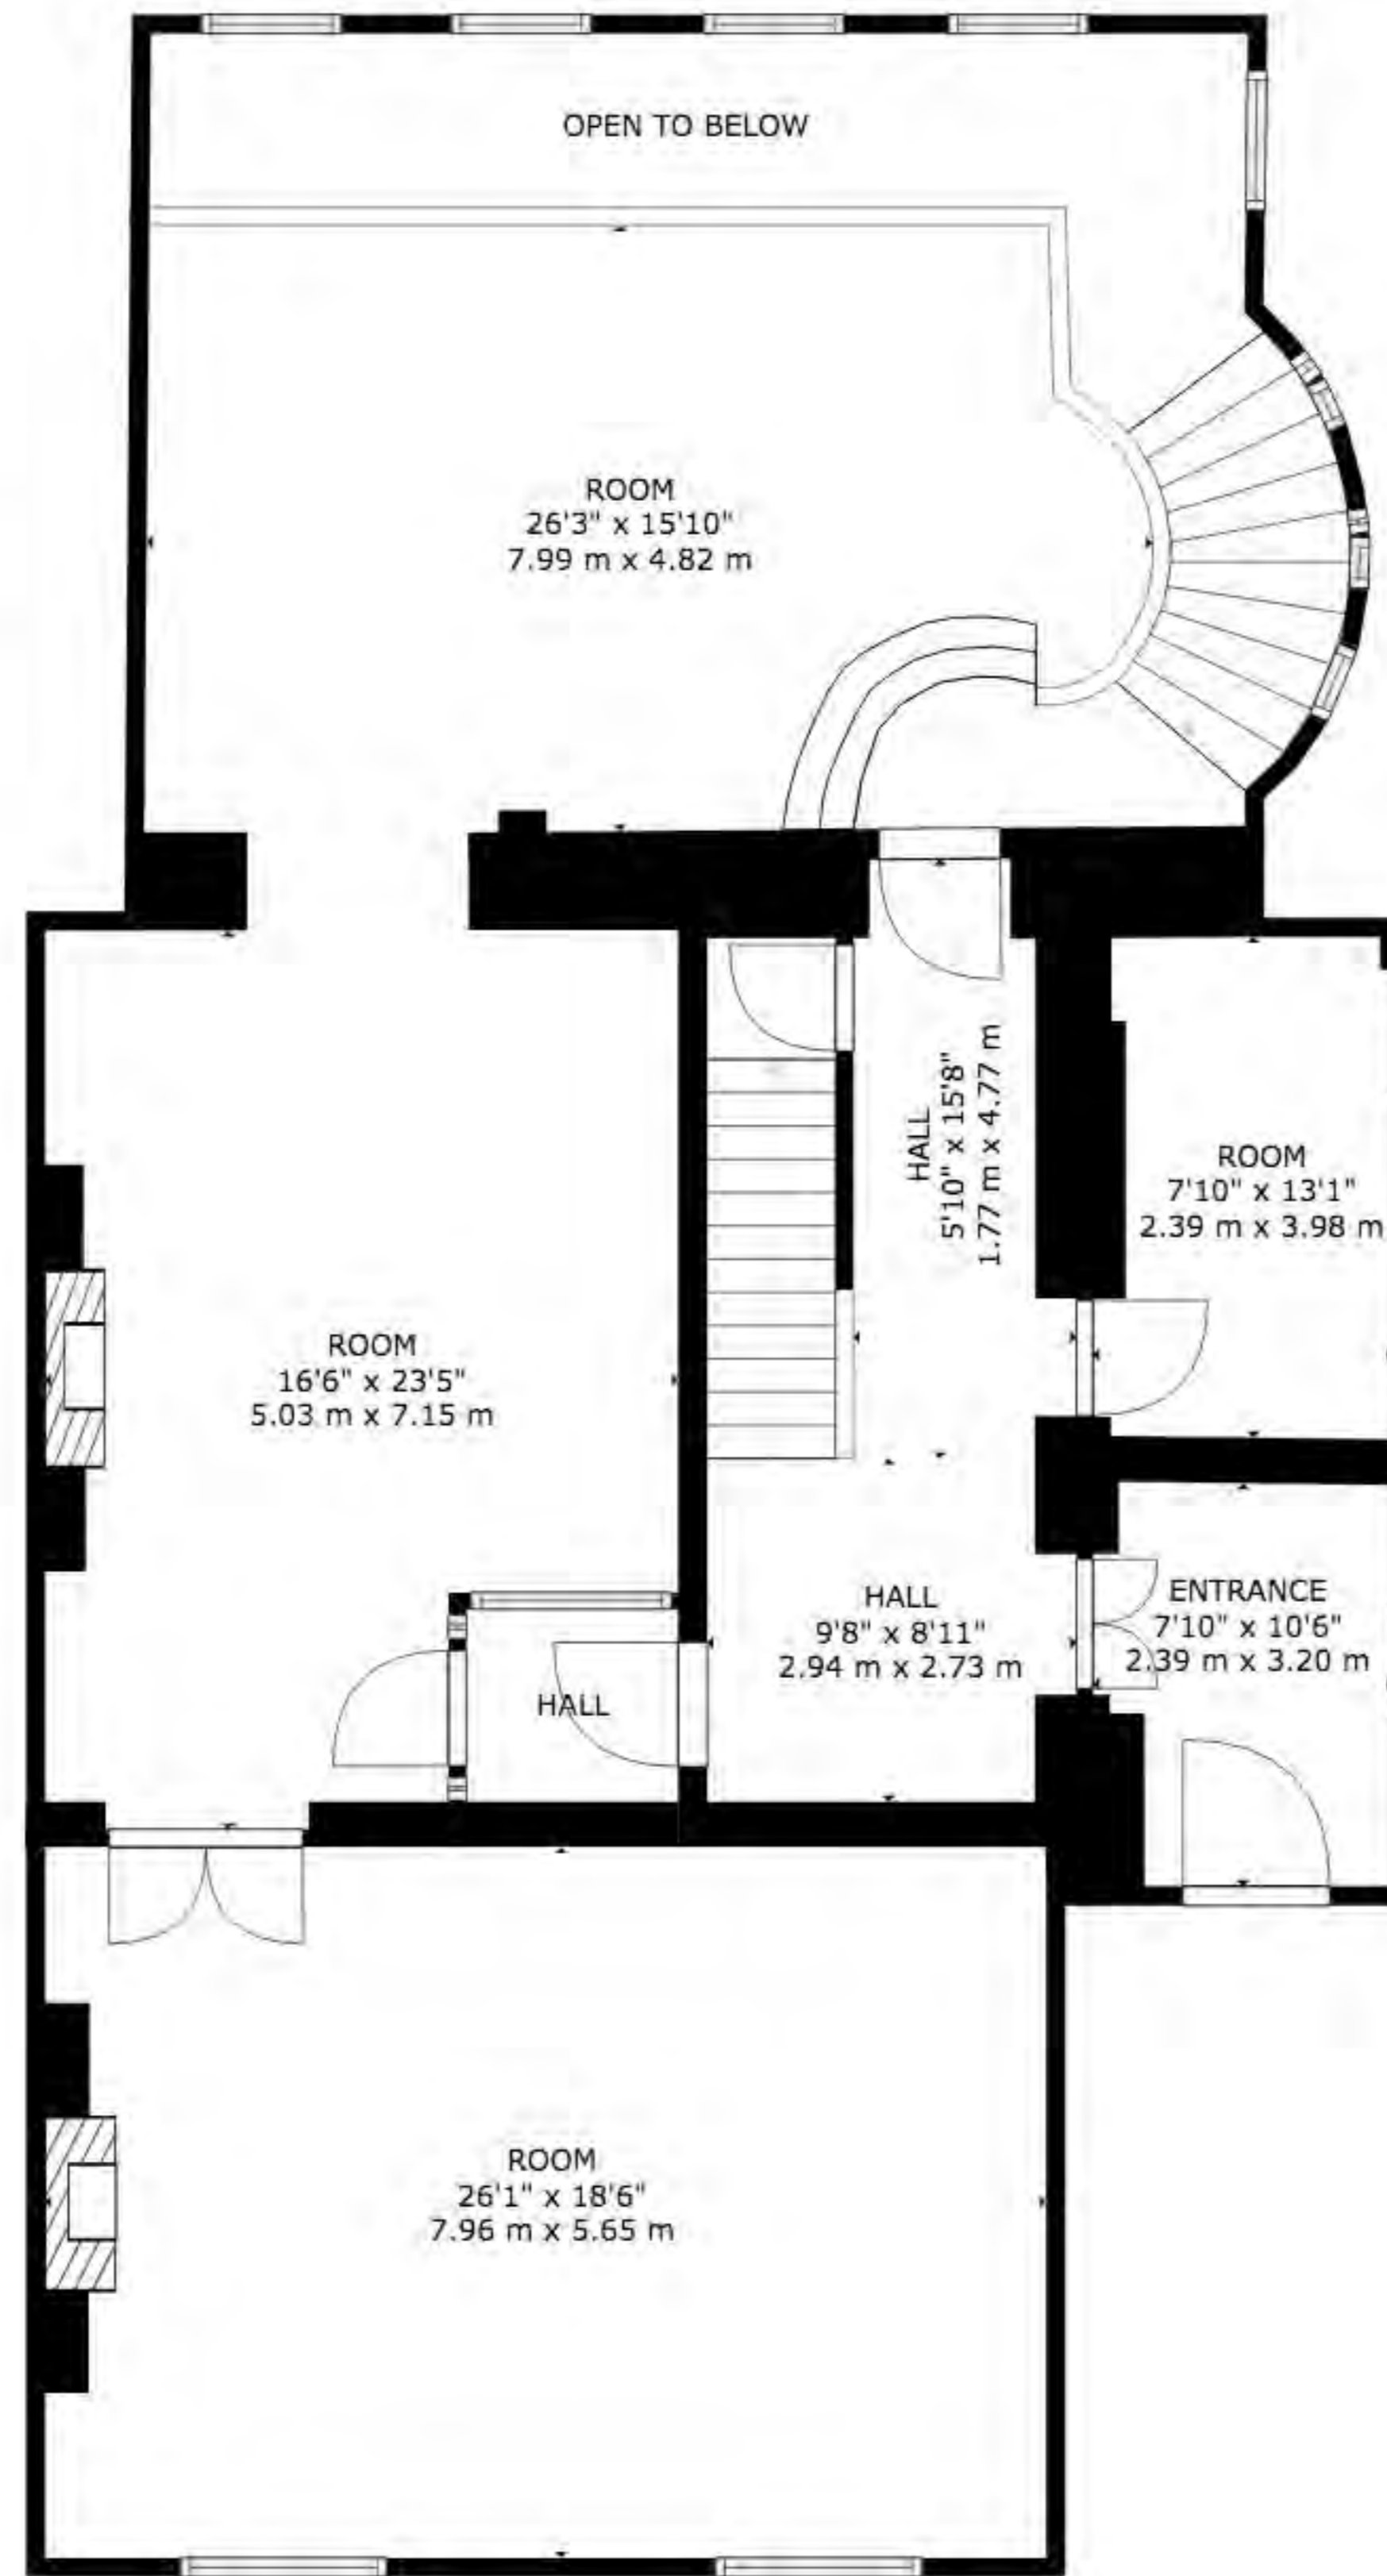 OPEN TO BELOW
ROOM
26'3" x 15'10"
7.99 m x 4.82 m
HALL
5'10" x 15'8"
1.77 m x 4.77 m
ROOM
7'10" x 13'1"
2.39 m x 3.98 m
ROOM
16'6" x 23'5"
5.03 m x 7.15 m
HALL
9'8" x 8'11"
2.94 m x 2.73 m
ENTRANCE
7'10" x 10'6"
2.39 m x 3.20 m
HALL
ROOM
26'1" x 18'6"
7.96 m x 5.65 m